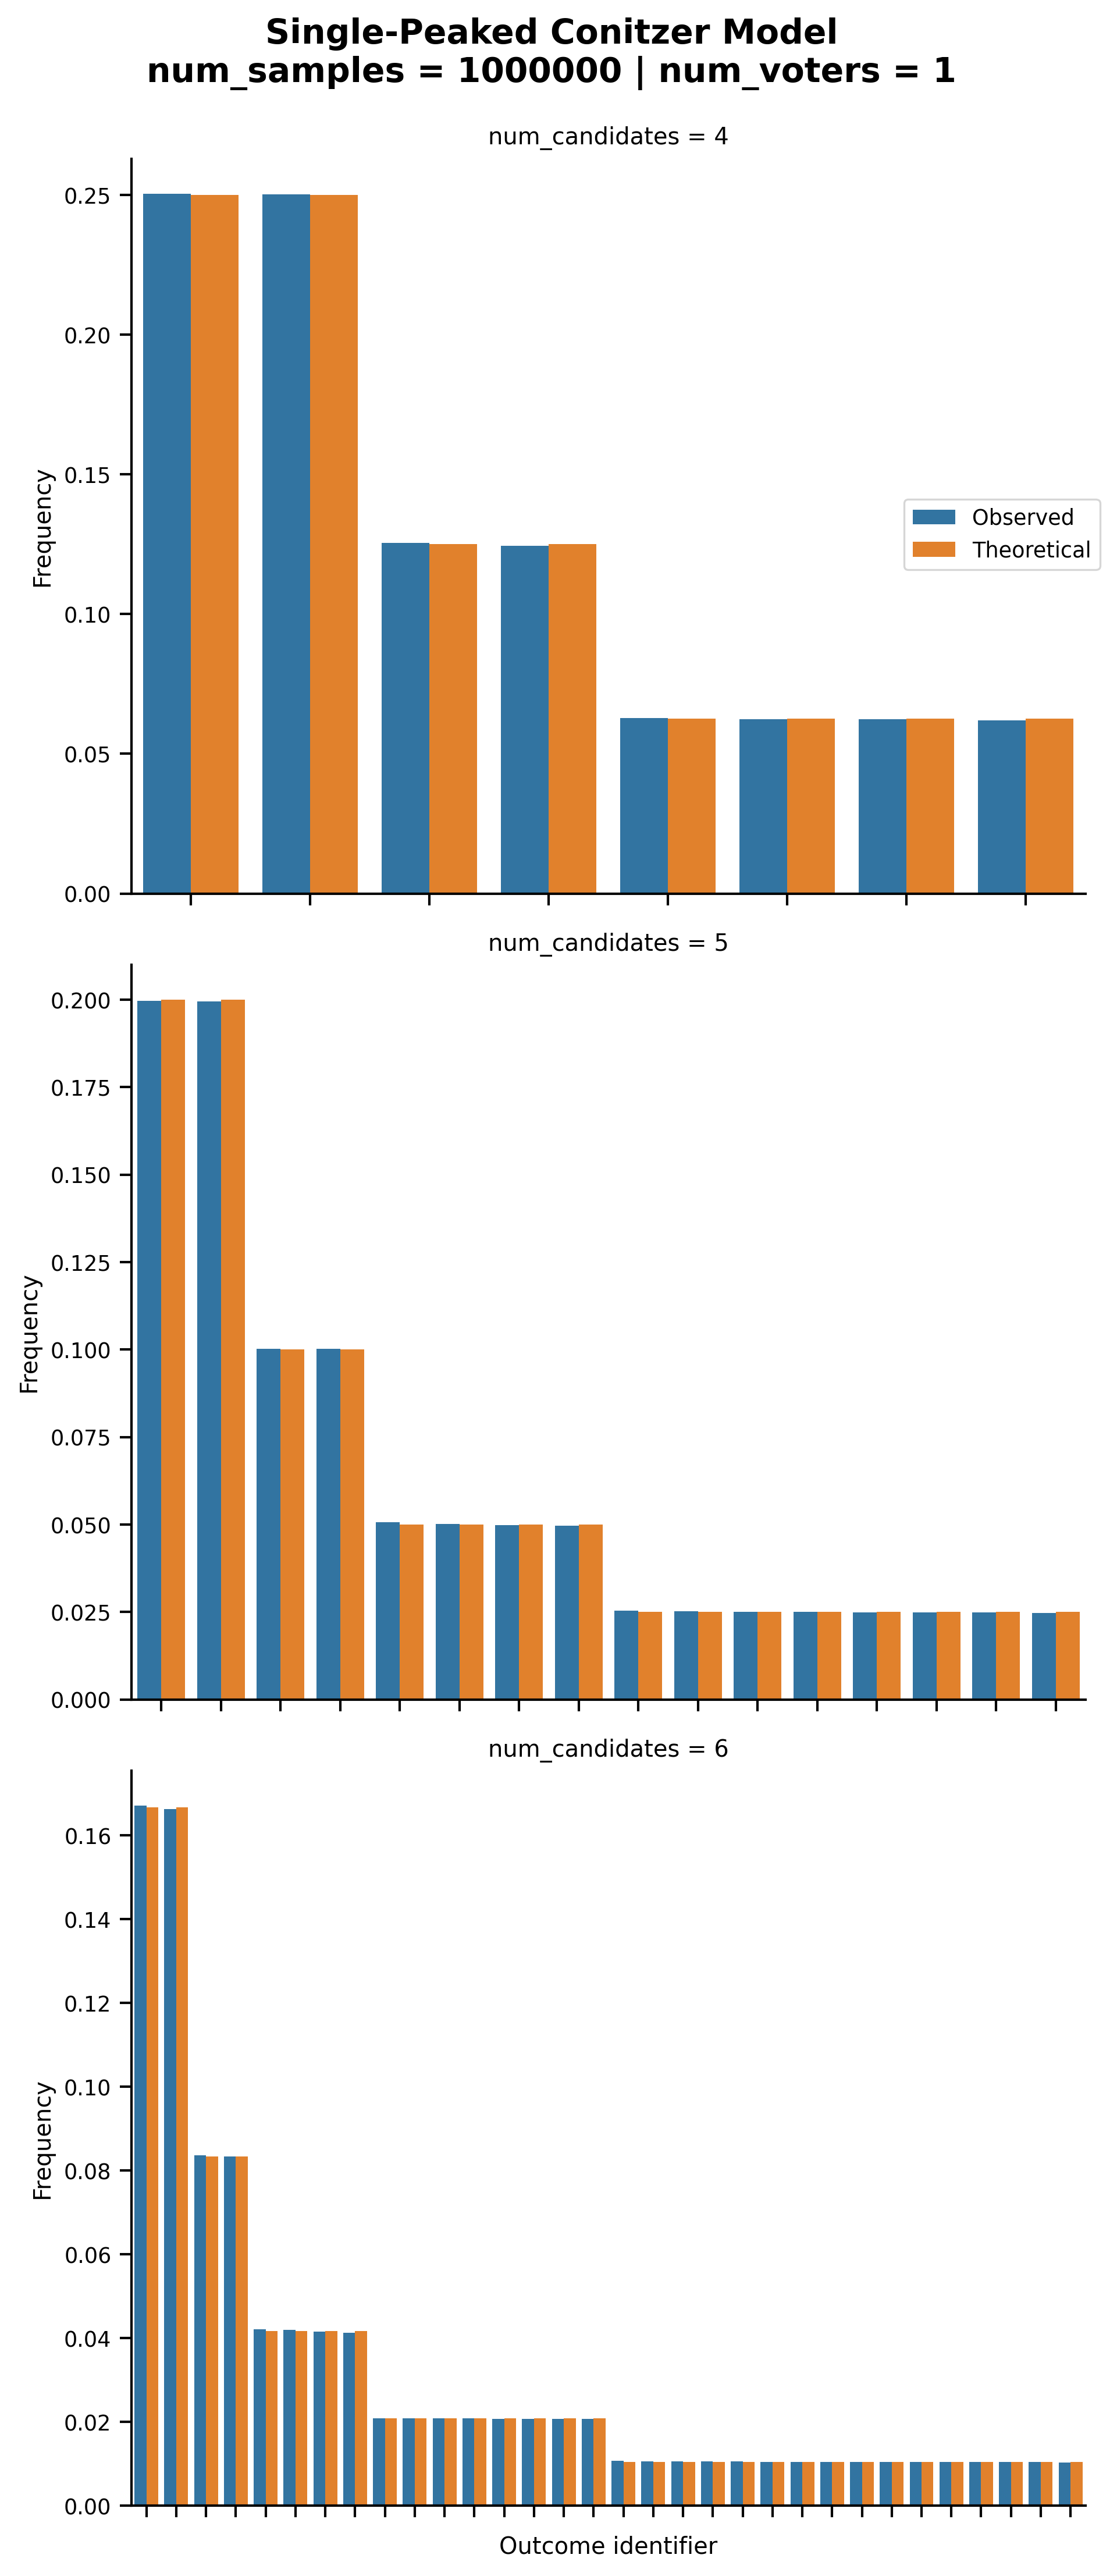 Single-Peaked Conitzer Model
num_samples = 1000000 | num_voters = 1
num_candidates = 4
0.25
0.20
0.15
0.10
0.05
0.00
Frequency
Observed
Theoretical
num_candidates = 5
0.200
0.175
0.150
0.125
0.100
0.075
0.050
0.025
0.000
Frequency
num_candidates = 6
0.16
0.14
0.12
0.10
0.08
0.06
0.04
0.02
0.00
Frequency
Outcome identifier